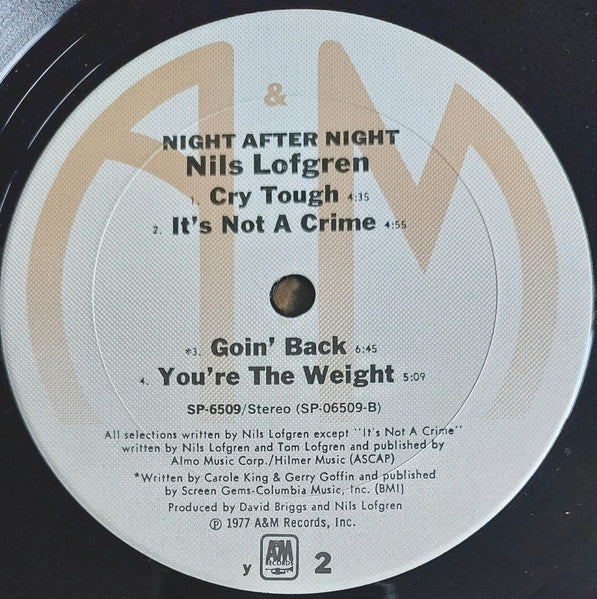 &
NIGHT AFTER NIGHT
Nils Lofgren
1. Cry Tough 4:35
2. It's Not A Crime 4:55
*3. Goin' Back 6:45
4. You're The Weight 5:09
SP-6509/Stereo (SP-06509-B)
All selections written by Nils Lofgren except "It's Not A Crime"
written by Nils Lofgren and Tom Lofgren and published by
Almo Music Corp./Hilmer Music (ASCAP)
*Written by Carole King & Gerry Goffin and published
by Screen Gems-Columbia Music, Inc. (BMI)
Produced by David Briggs and Nils Lofgren
Ⓟ 1977 A&M Records, Inc.
y A&M RECORDS 2